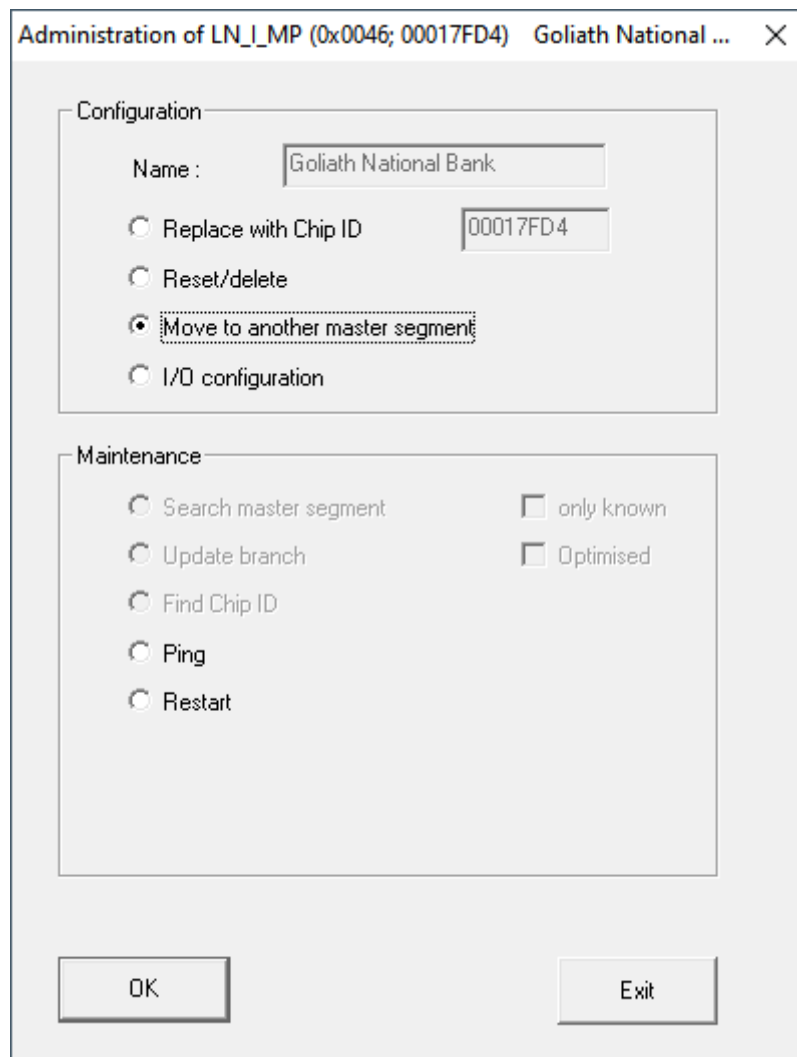 Administration of LN_I_MP (0x0046; 00017FD4) Goliath National ...
Configuration
Name : Goliath National Bank
Replace with Chip ID 00017FD4
Reset/delete
Move to another master segment
I/O configuration
Maintenance
Search master segment only known
Update branch Optimised
Find Chip ID
Ping
Restart
OK Exit